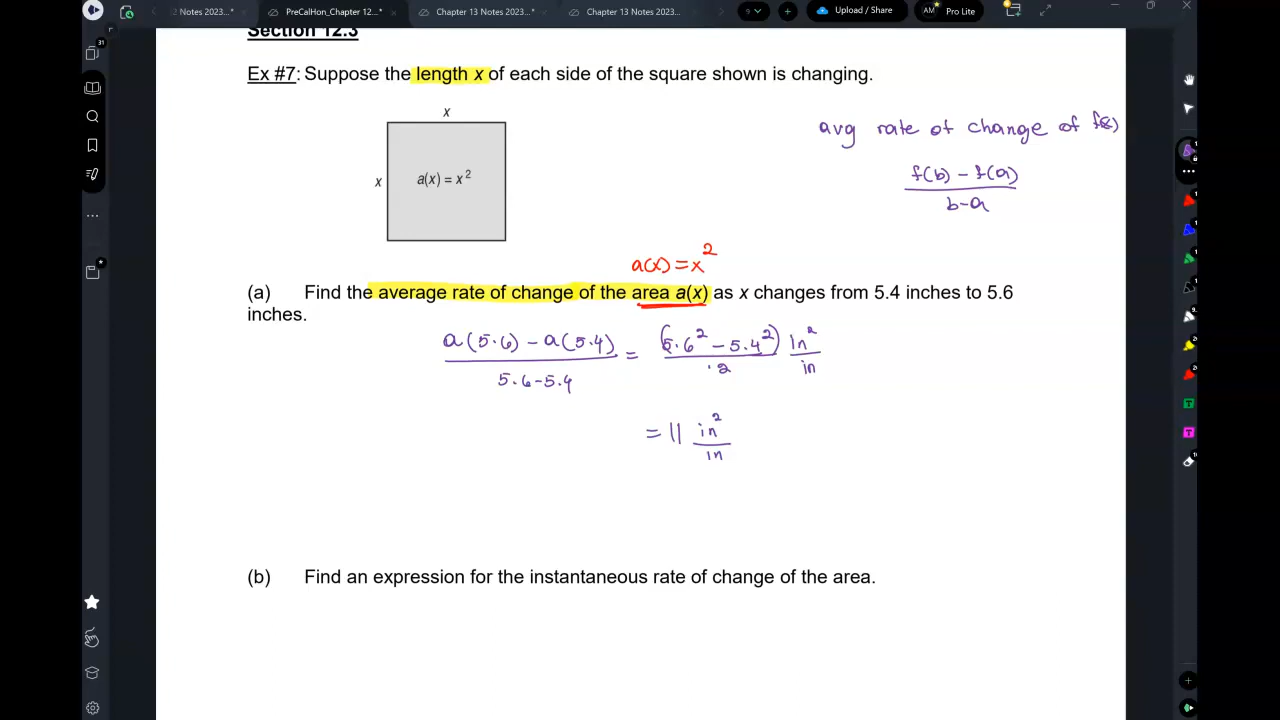 2 Notes 2023...*
PreCalHon_Chapter 12...*
Chapter 13 Notes 2023...*
Chapter 13 Notes 2023...
9
Upload / Share
AM
Pro Lite
31
Section 12.3
Ex #7: Suppose the length x of each side of the square shown is changing.
x
x
a(x) = x²
avg rate of change of f(x)
f(b) - f(a)
b-a
a(x) = x²
(a) Find the average rate of change of the area a(x) as x changes from 5.4 inches to 5.6
inches.
a(5.6) - a(5.4) = (5.6² - 5.4²) in²
5.6-5.4 .2 in
= 11 in²
in
(b) Find an expression for the instantaneous rate of change of the area.